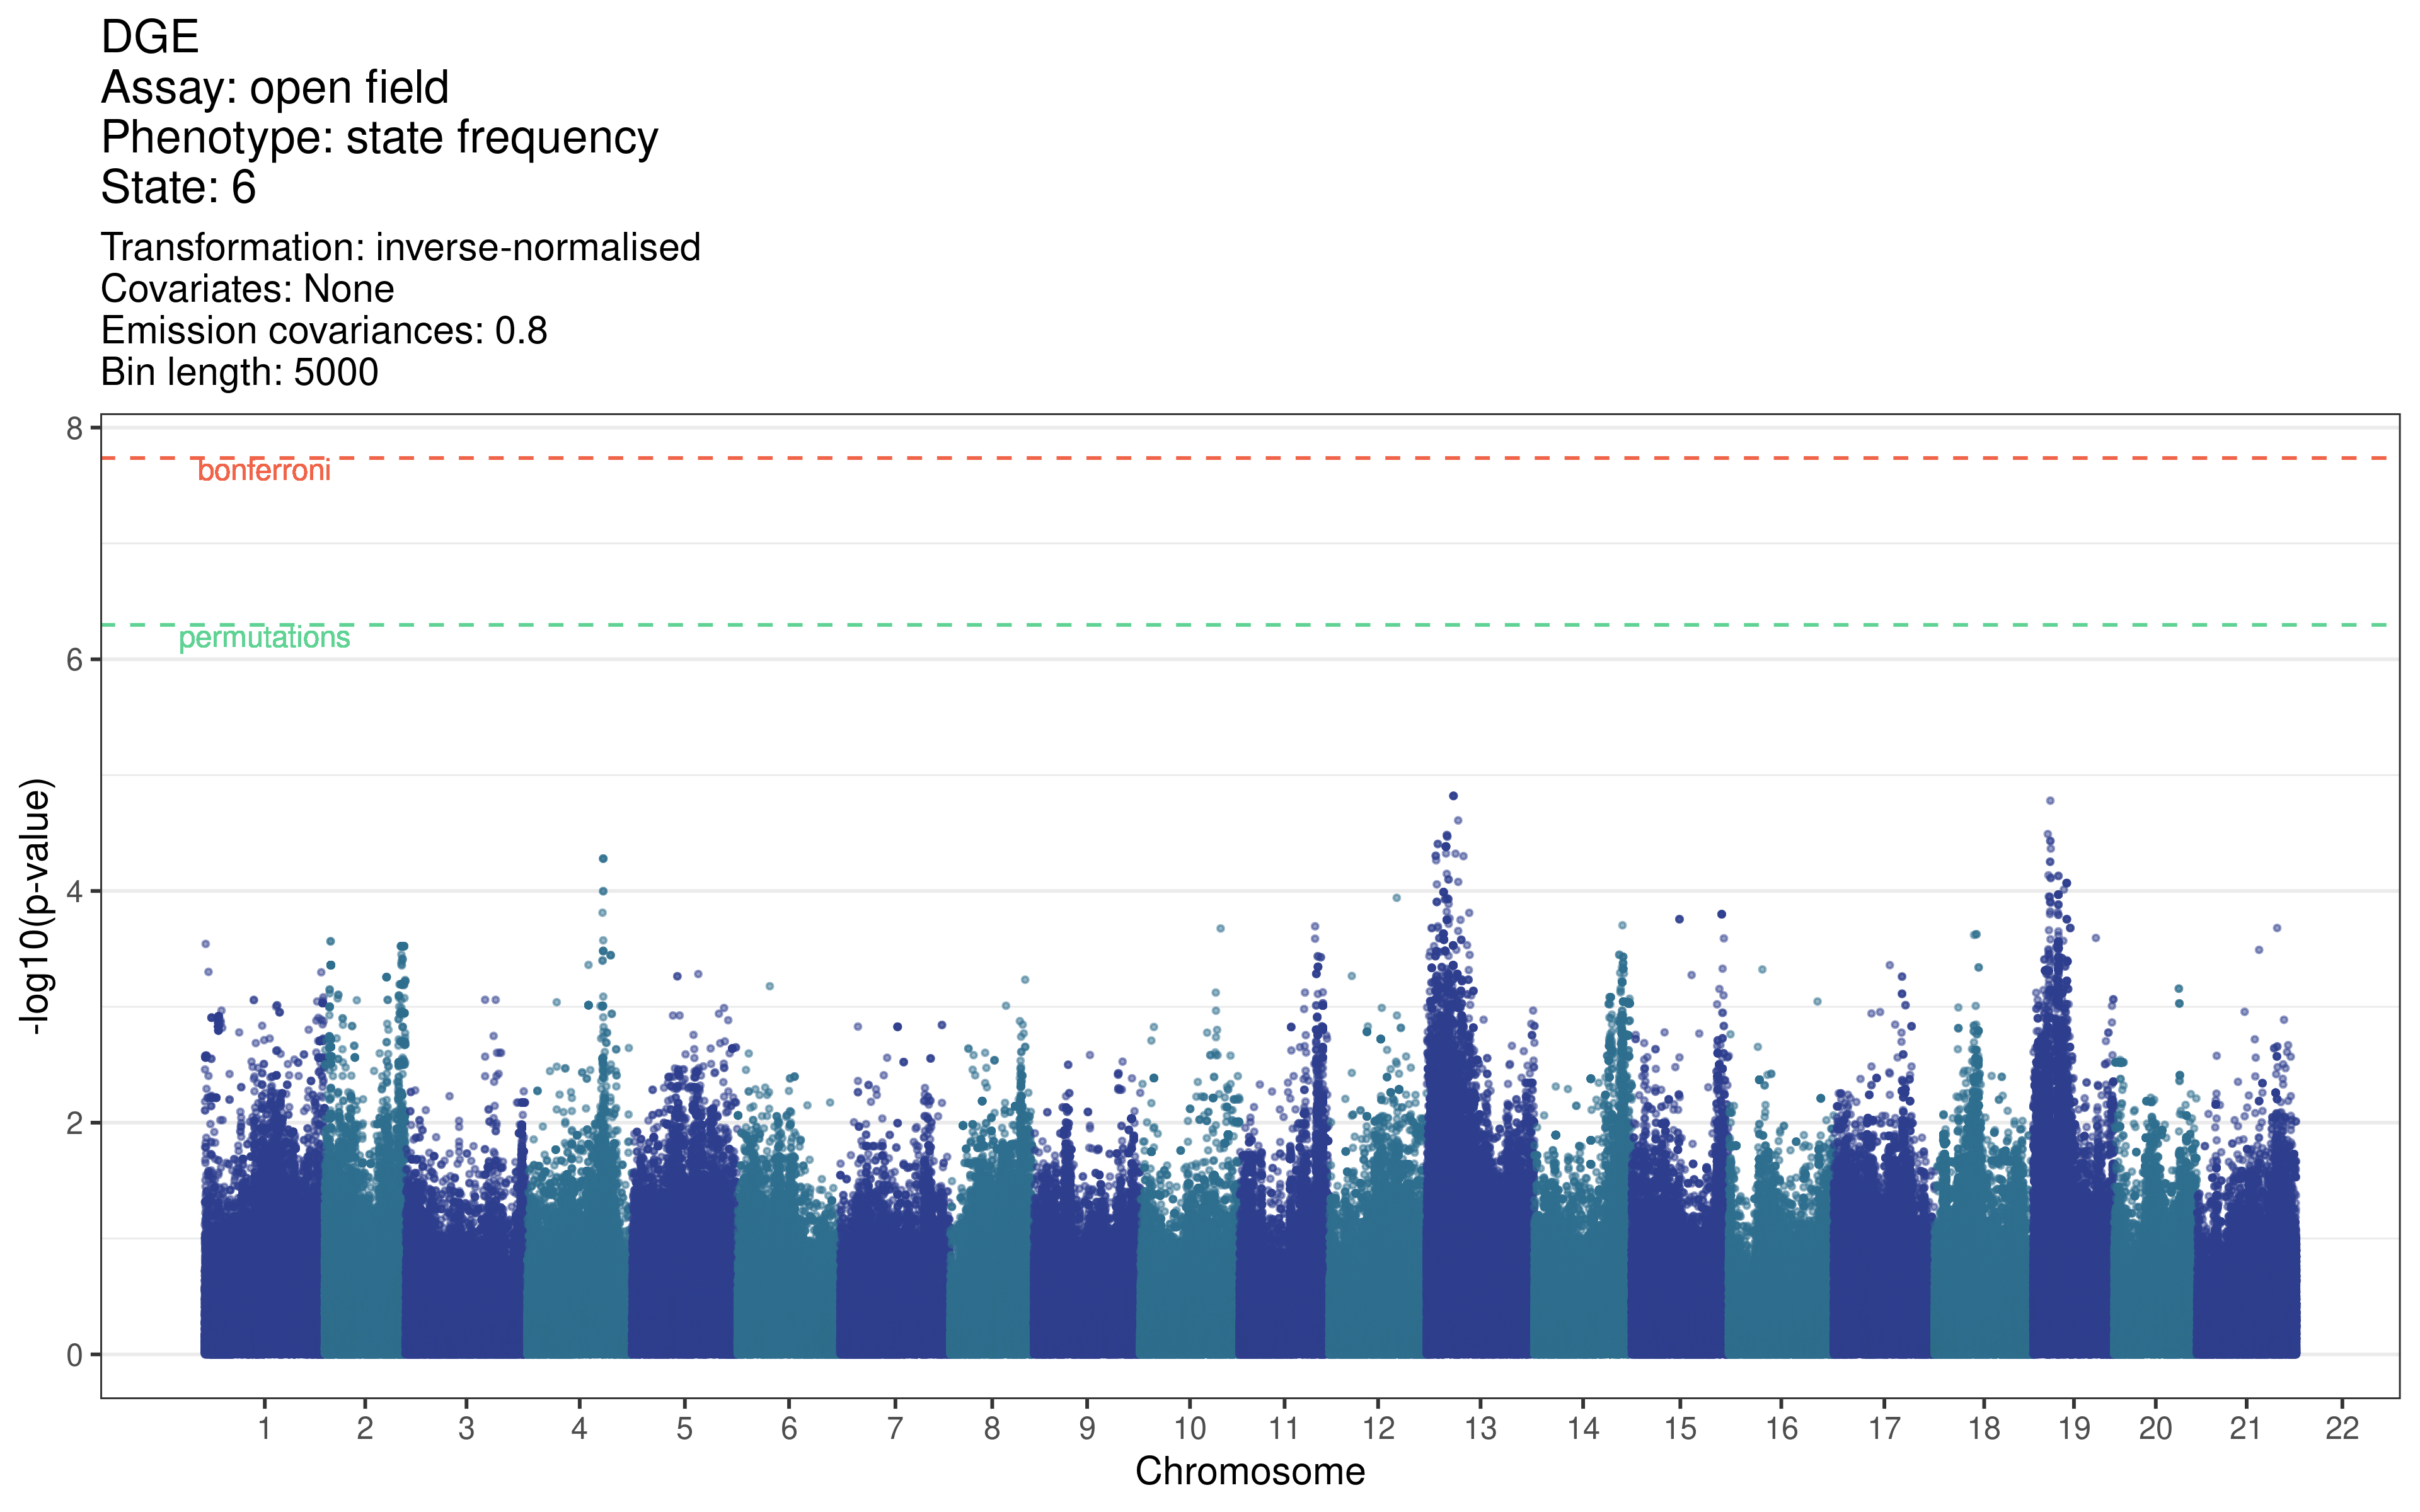 DGE
Assay: open field
Phenotype: state frequency
State: 6
Transformation: inverse-normalised
Covariates: None
Emission covariances: 0.8
Bin length: 5000
8
bonferroni
permutations
6
-log10(p-value)
4
2
0
1 2 3 4 5 6 7 8 9 10 11 12 13 14 15 16 17 18 19 20 21 22
Chromosome